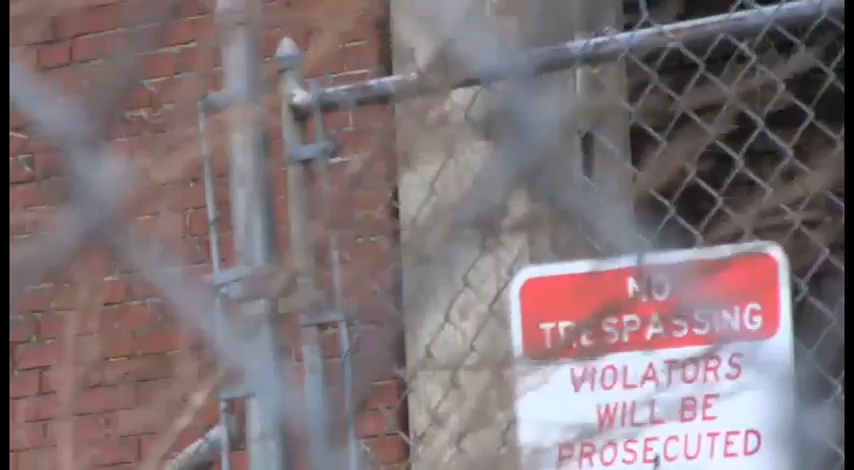 NO
TRESPASSING
VIOLATORS
WILL BE
PROSECUTED